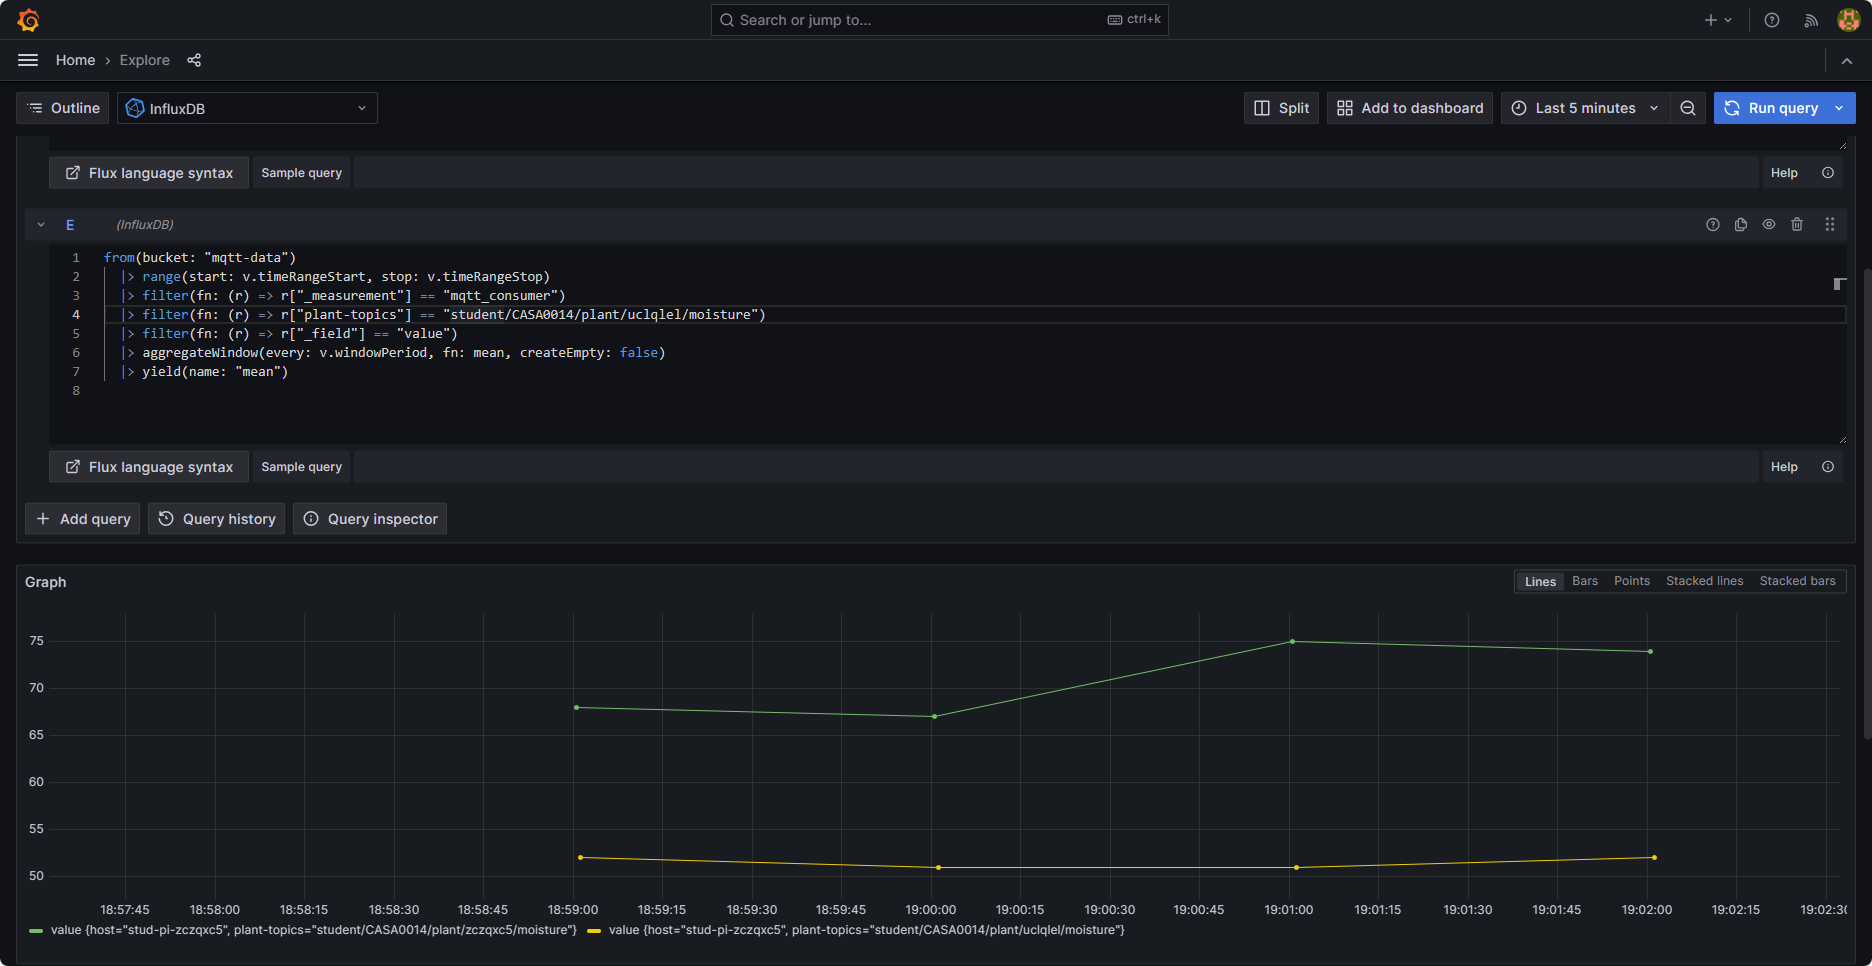 Search or jump to... ctrl+k
Home › Explore
Outline InfluxDB Split Add to dashboard Last 5 minutes Run query
Flux language syntax Sample query Help
E (InfluxDB)
1 from(bucket: "mqtt-data")
2 |> range(start: v.timeRangeStart, stop: v.timeRangeStop)
3 |> filter(fn: (r) => r["_measurement"] == "mqtt_consumer")
4 |> filter(fn: (r) => r["plant-topics"] == "student/CASA0014/plant/uclqlel/moisture")
5 |> filter(fn: (r) => r["_field"] == "value")
6 |> aggregateWindow(every: v.windowPeriod, fn: mean, createEmpty: false)
7 |> yield(name: "mean")
8
Flux language syntax Sample query Help
+ Add query Query history Query inspector
Graph Lines Bars Points Stacked lines Stacked bars
75
70
65
60
55
50
18:57:45 18:58:00 18:58:15 18:58:30 18:58:45 18:59:00 18:59:15 18:59:30 18:59:45 19:00:00 19:00:15 19:00:30 19:00:45 19:01:00 19:01:15 19:01:30 19:01:45 19:02:00 19:02:15 19:02:30
value {host="stud-pi-zczqxc5", plant-topics="student/CASA0014/plant/zczqxc5/moisture"} value {host="stud-pi-zczqxc5", plant-topics="student/CASA0014/plant/uclqlel/moisture"}